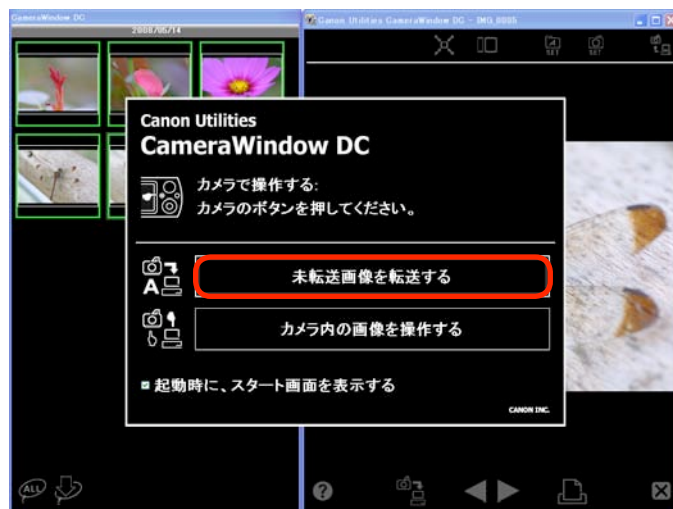 CameraWindow DC
2008/05/14
Canon Utilities CameraWindow DC - IMG_0005
SET
SET
Canon Utilities
CameraWindow DC
カメラで操作する:
カメラのボタンを押してください。
A
未転送画像を転送する
カメラ内の画像を操作する
起動時に、スタート画面を表示する
CANON INC.
ALL
?